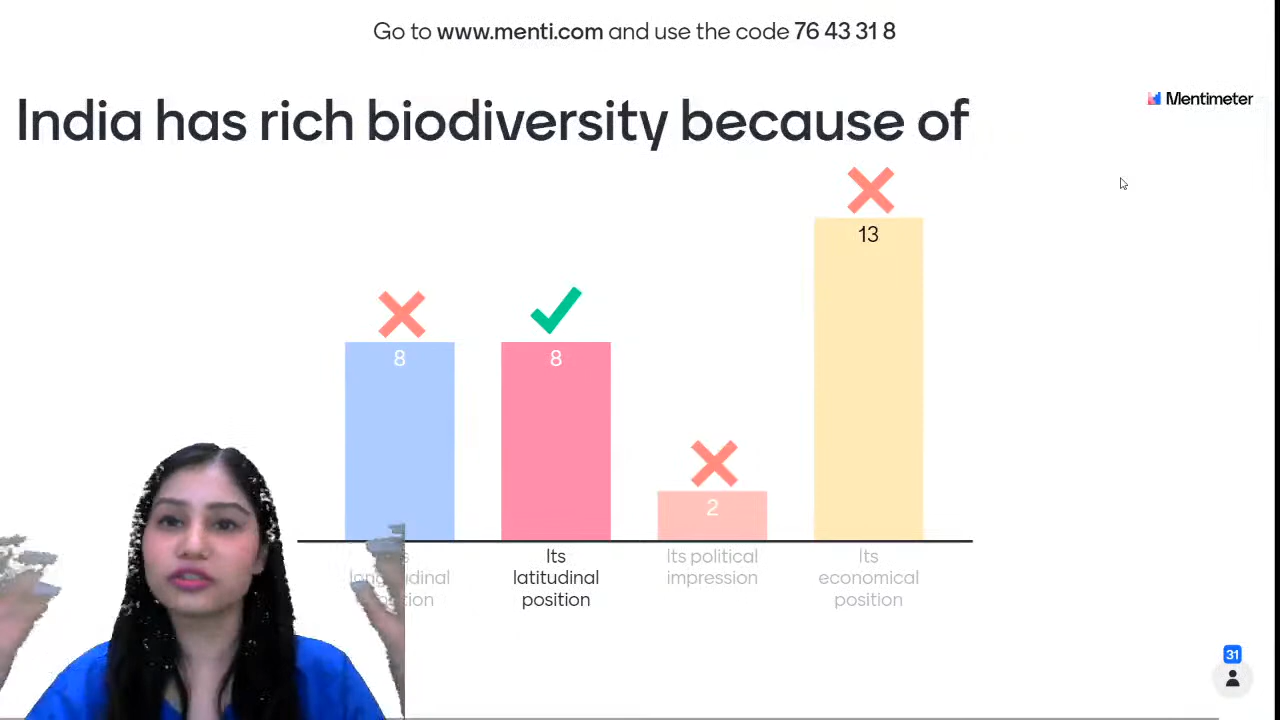 Go to www.menti.com and use the code 76 43 31 8
Mentimeter
India has rich biodiversity because of
13
8
8
2
Its
latitudinal
position
Its political
impression
Its
economical
position
31